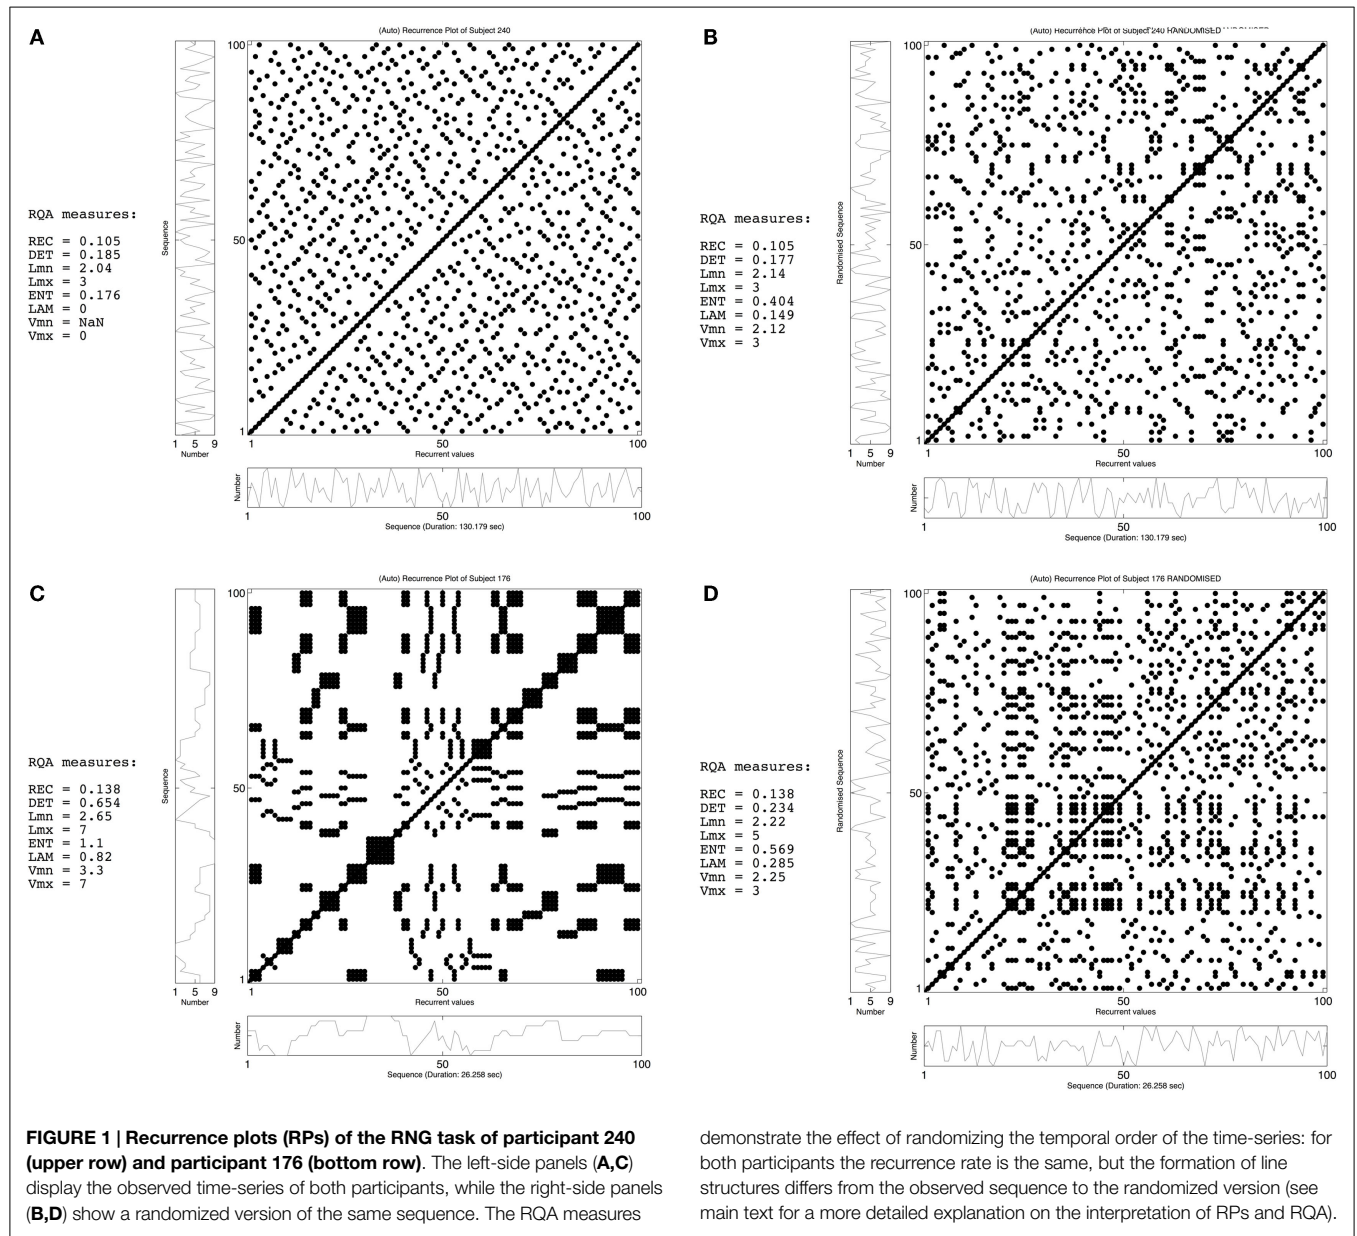 A
(Auto) Recurrence Plot of Subject 240
100
50
1
Sequence
RQA measures:
REC = 0.105
DET = 0.185
Lmn = 2.04
Lmx = 3
ENT = 0.176
LAM = 0
Vmn = NaN
Vmx = 0
1 5 9
Number
1 50 100
Recurrent values
Number
1 50 100
Sequence (Duration: 130.179 sec)
B
(Auto) Recurrence Plot of Subject 240 RANDOMISED
100
50
1
Randomised Sequence
RQA measures:
REC = 0.105
DET = 0.177
Lmn = 2.14
Lmx = 3
ENT = 0.404
LAM = 0.149
Vmn = 2.12
Vmx = 3
1 5 9
Number
1 50 100
Recurrent values
Number
1 50 100
Sequence (Duration: 130.179 sec)
C
(Auto) Recurrence Plot of Subject 176
100
50
1
Sequence
RQA measures:
REC = 0.138
DET = 0.654
Lmn = 2.65
Lmx = 7
ENT = 1.1
LAM = 0.82
Vmn = 3.3
Vmx = 7
1 5 9
Number
1 50 100
Recurrent values
Number
1 50 100
Sequence (Duration: 26.258 sec)
D
(Auto) Recurrence Plot of Subject 176 RANDOMISED
100
50
1
Randomised Sequence
RQA measures:
REC = 0.138
DET = 0.234
Lmn = 2.22
Lmx = 5
ENT = 0.569
LAM = 0.285
Vmn = 2.25
Vmx = 3
1 5 9
Number
1 50 100
Recurrent values
Number
1 50 100
Sequence (Duration: 26.258 sec)
FIGURE 1 | Recurrence plots (RPs) of the RNG task of participant 240
(upper row) and participant 176 (bottom row). The left-side panels (A,C)
display the observed time-series of both participants, while the right-side panels
(B,D) show a randomized version of the same sequence. The RQA measures
demonstrate the effect of randomizing the temporal order of the time-series: for
both participants the recurrence rate is the same, but the formation of line
structures differs from the observed sequence to the randomized version (see
main text for a more detailed explanation on the interpretation of RPs and RQA).